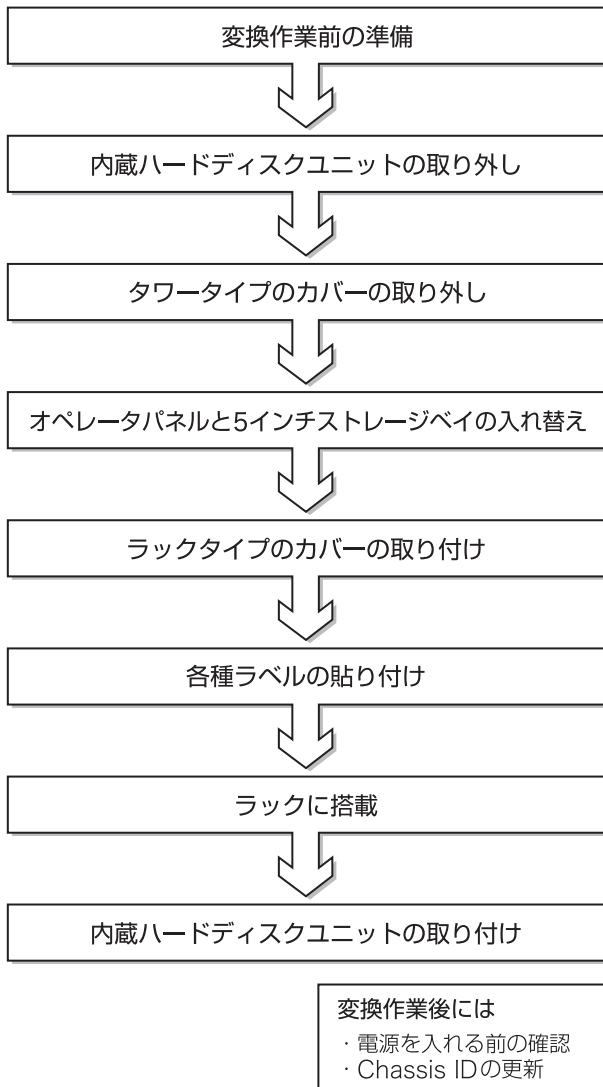 変換作業前の準備
内蔵ハードディスクユニットの取り外し
タワータイプのカバーの取り外し
オペレータパネルと5インチストレージベイの入れ替え
ラックタイプのカバーの取り付け
各種ラベルの貼り付け
ラックに搭載
内蔵ハードディスクユニットの取り付け
変換作業後には
・電源を入れる前の確認
・Chassis IDの更新